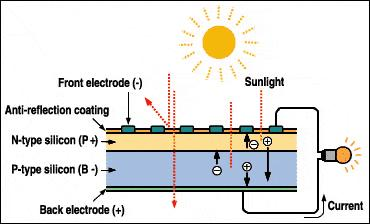 Front electrode (-)
Sunlight
Anti-reflection coating
N-type silicon (P+)
P-type silicon (B -)
Back electrode (+)
Current